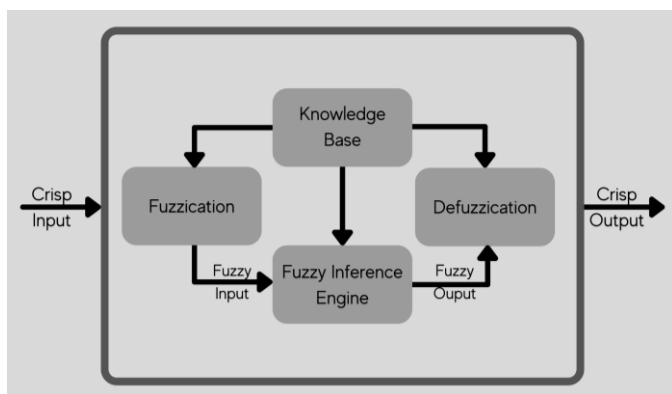 Knowledge
Base
Crisp
Input
Fuzzication
Defuzzication
Crisp
Output
Fuzzy
Input
Fuzzy Inference
Engine
Fuzzy
Ouput